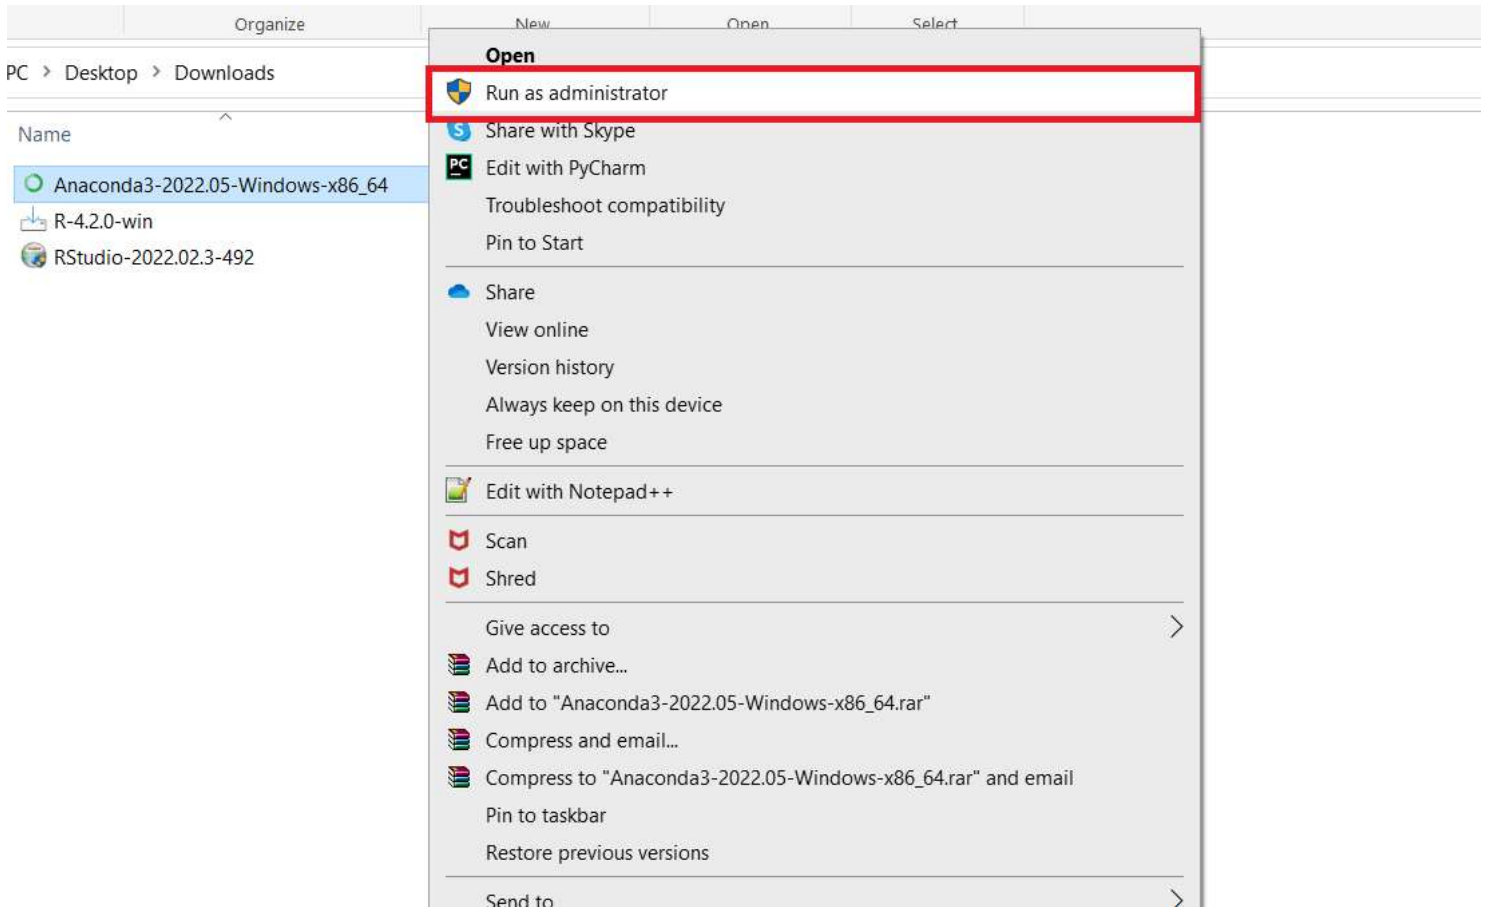 Organize New Open Select
PC > Desktop > Downloads
Name
Anaconda3-2022.05-Windows-x86_64
R-4.2.0-win
RStudio-2022.02.3-492
Open
Run as administrator
Share with Skype
PC Edit with PyCharm
Troubleshoot compatibility
Pin to Start
Share
View online
Version history
Always keep on this device
Free up space
Edit with Notepad++
Scan
Shred
Give access to
Add to archive...
Add to "Anaconda3-2022.05-Windows-x86_64.rar"
Compress and email...
Compress to "Anaconda3-2022.05-Windows-x86_64.rar" and email
Pin to taskbar
Restore previous versions
Send to